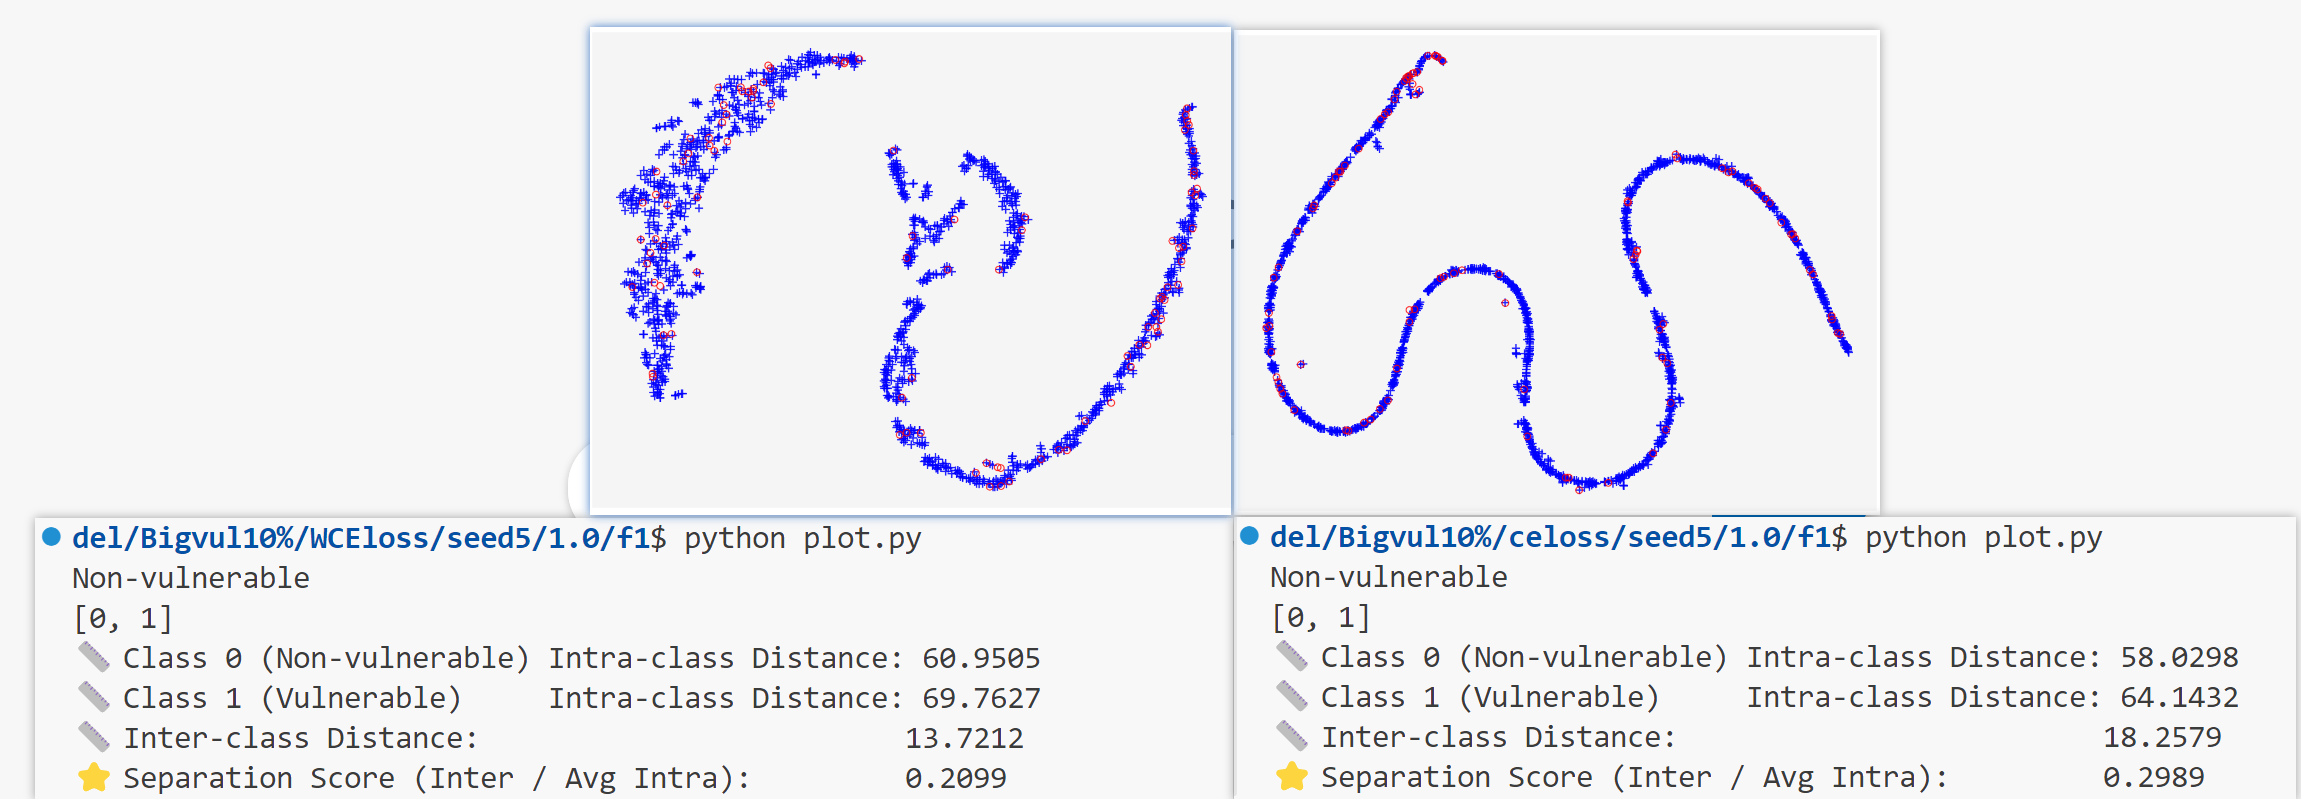 del/Bigvul10%/WCEloss/seed5/1.0/f1$ python plot.py
Non-vulnerable
[0, 1]
📏 Class 0 (Non-vulnerable) Intra-class Distance: 60.9505
📏 Class 1 (Vulnerable) Intra-class Distance: 69.7627
📏 Inter-class Distance: 13.7212
⭐ Separation Score (Inter / Avg Intra): 0.2099
del/Bigvul10%/celoss/seed5/1.0/f1$ python plot.py
Non-vulnerable
[0, 1]
📏 Class 0 (Non-vulnerable) Intra-class Distance: 58.0298
📏 Class 1 (Vulnerable) Intra-class Distance: 64.1432
📏 Inter-class Distance: 18.2579
⭐ Separation Score (Inter / Avg Intra): 0.2989